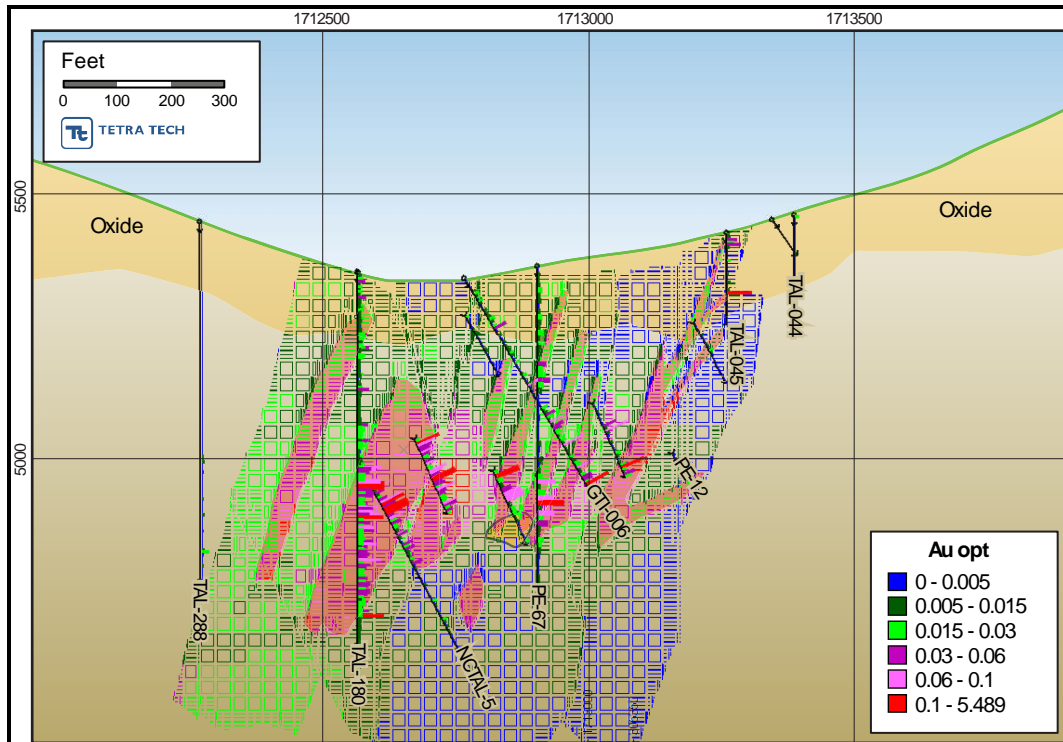 1712500
1713000
1713500
Feet
0 100 200 300
Tt TETRA TECH
5500
Oxide
Oxide
TAL-044
TAL-045
5000
PE-12
GTI-006
TAL-288
PE-67
TAL-180
NCTAL-5
Au opt
0 - 0.005
0.005 - 0.015
0.015 - 0.03
0.03 - 0.06
0.06 - 0.1
0.1 - 5.489